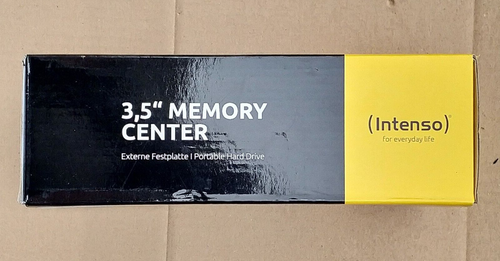 3,5“ MEMORY
CENTER
Externe Festplatte I Portable Hard Drive
(Intenso)®
for everyday life